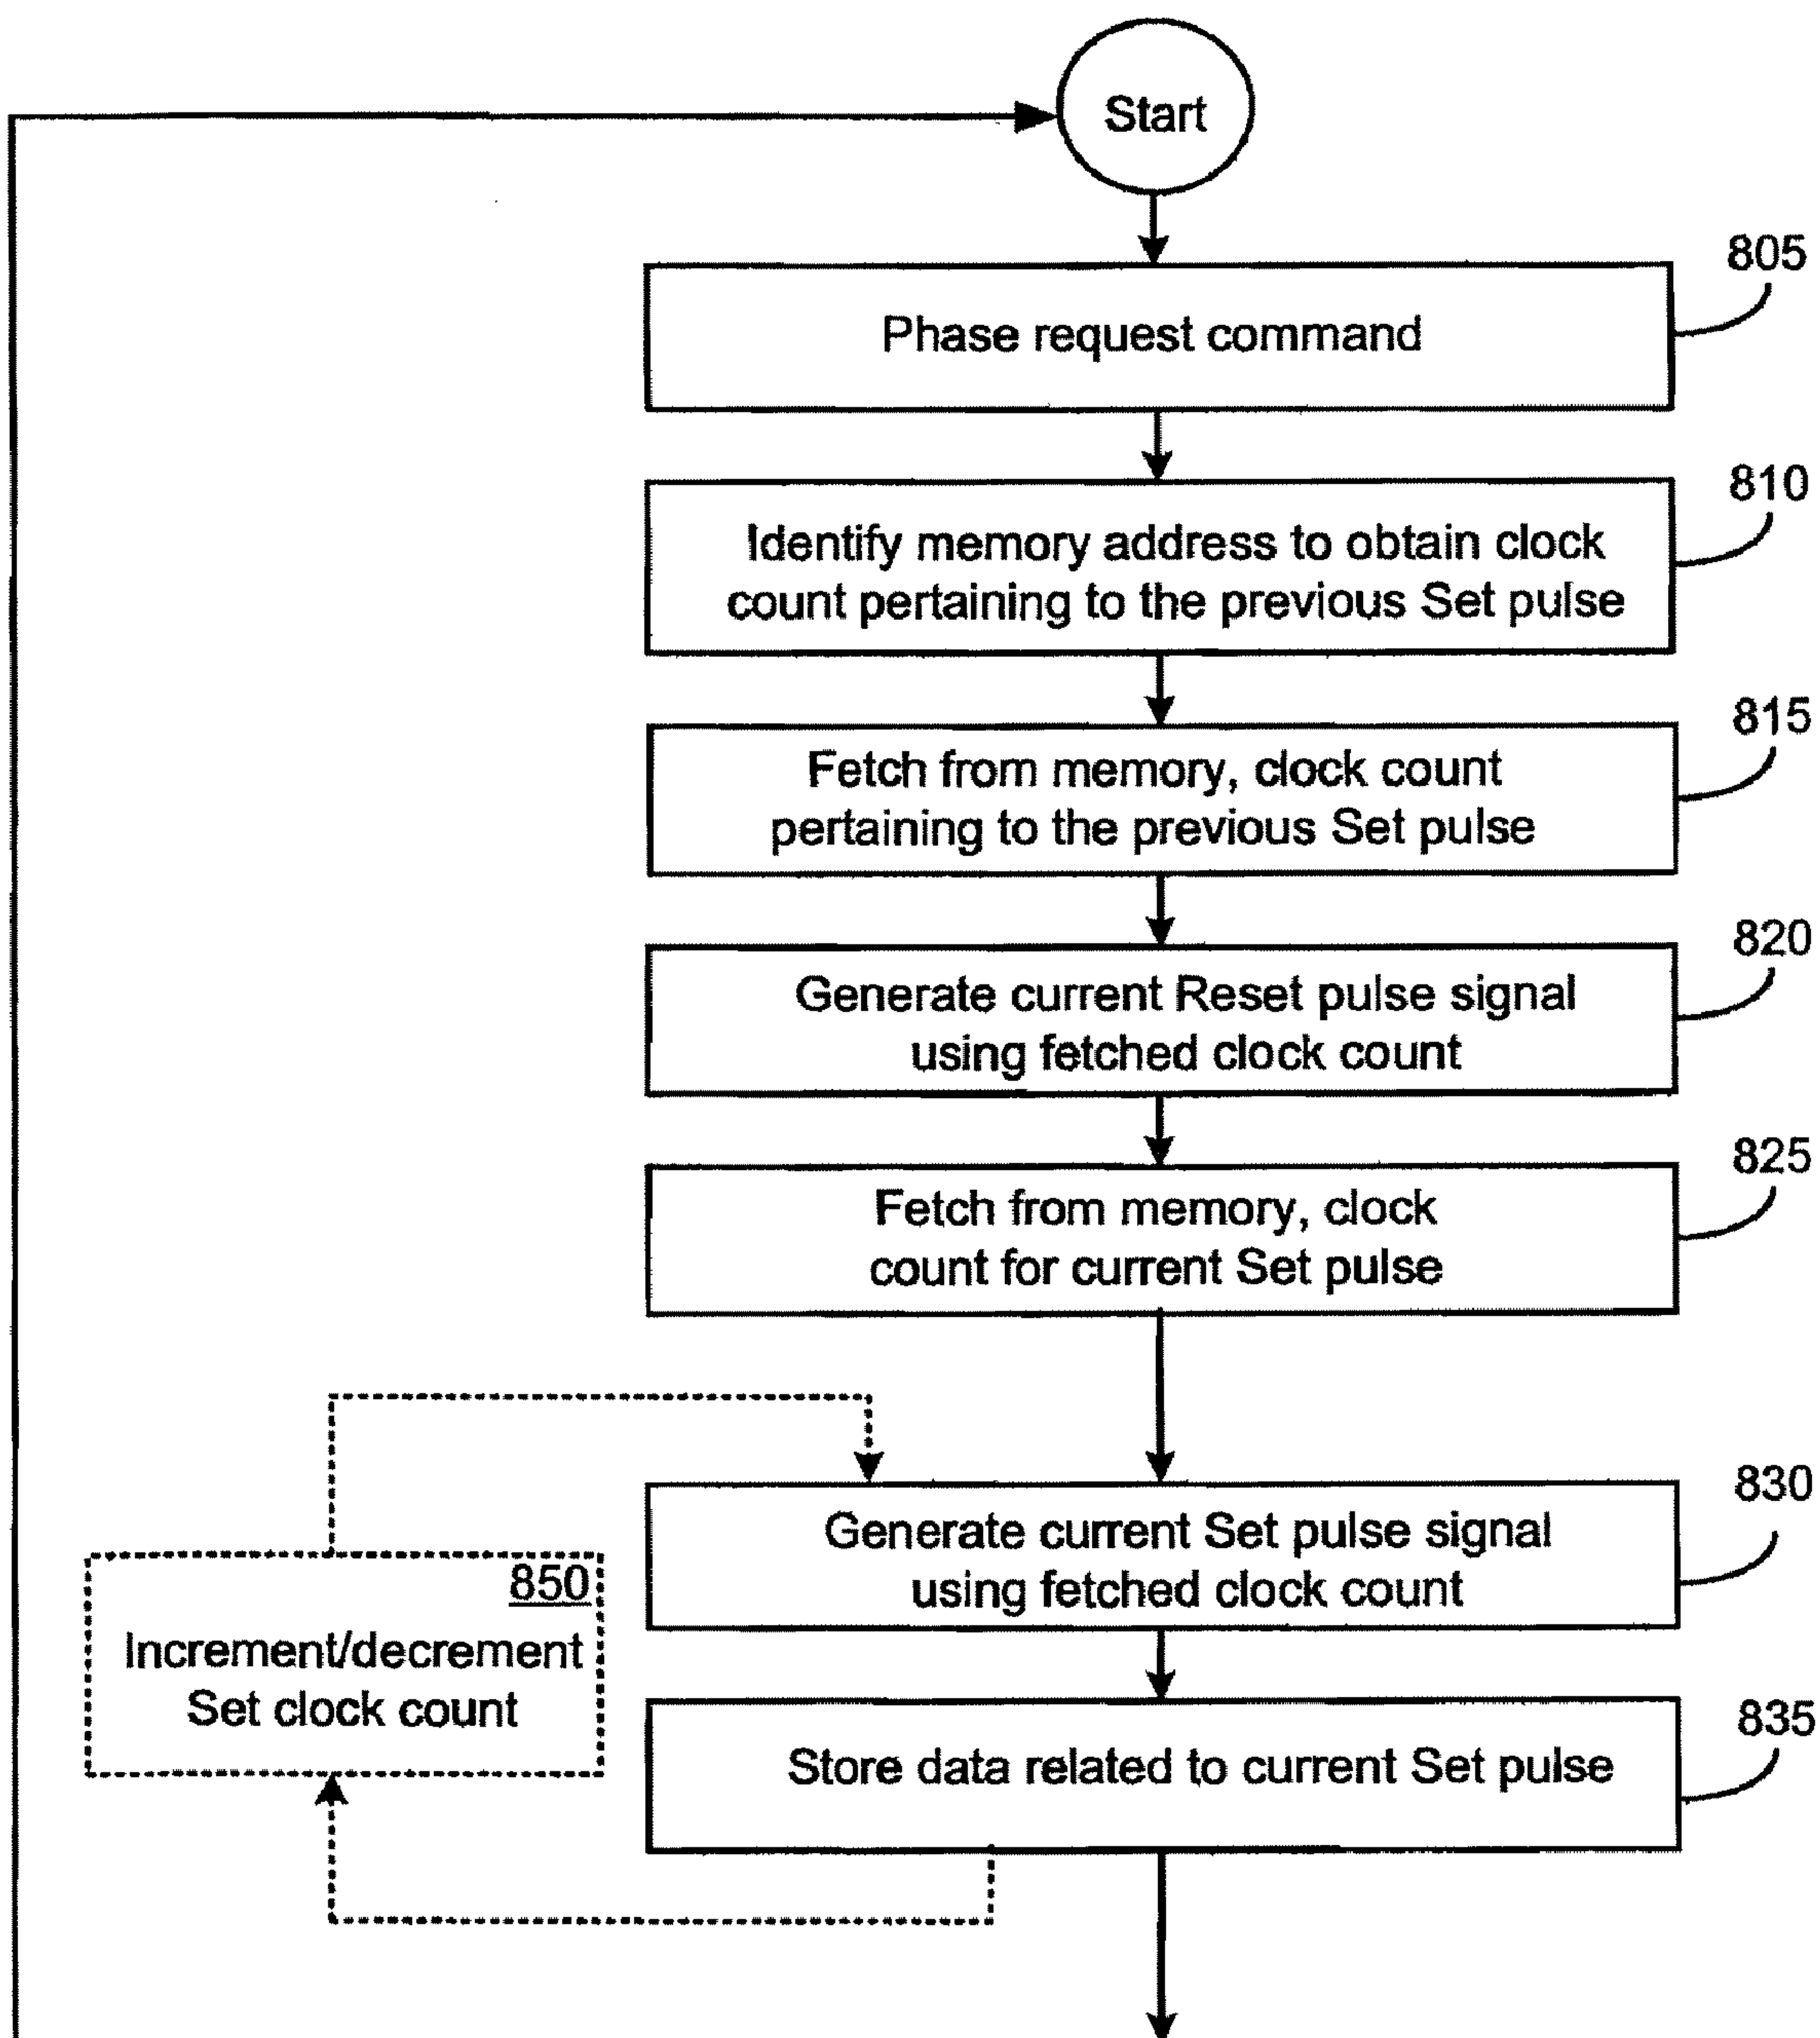 Start
805
Phase request command
810
Identify memory address to obtain clock
count pertaining to the previous Set pulse
815
Fetch from memory, clock count
pertaining to the previous Set pulse
820
Generate current Reset pulse signal
using fetched clock count
825
Fetch from memory, clock
count for current Set pulse
830
Generate current Set pulse signal
using fetched clock count
850
Increment/decrement
Set clock count
835
Store data related to current Set pulse